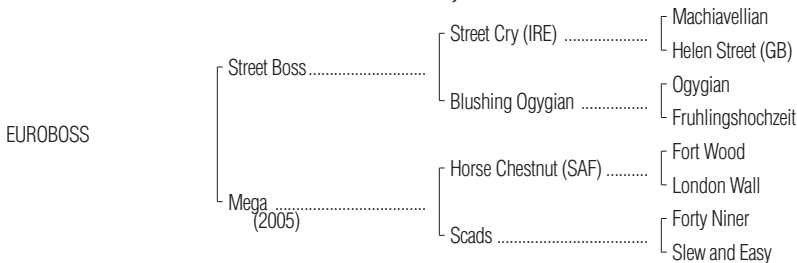 Machiavellian
Street Cry (IRE) ....................
Helen Street (GB)
Street Boss............................
Ogygian
Blushing Ogygian ................
Fruhlingshochzeit
EUROBOSS
Fort Wood
Horse Chestnut (SAF) ..........
London Wall
Mega ....................................
(2005)
Forty Niner
Scads ....................................
Slew and Easy